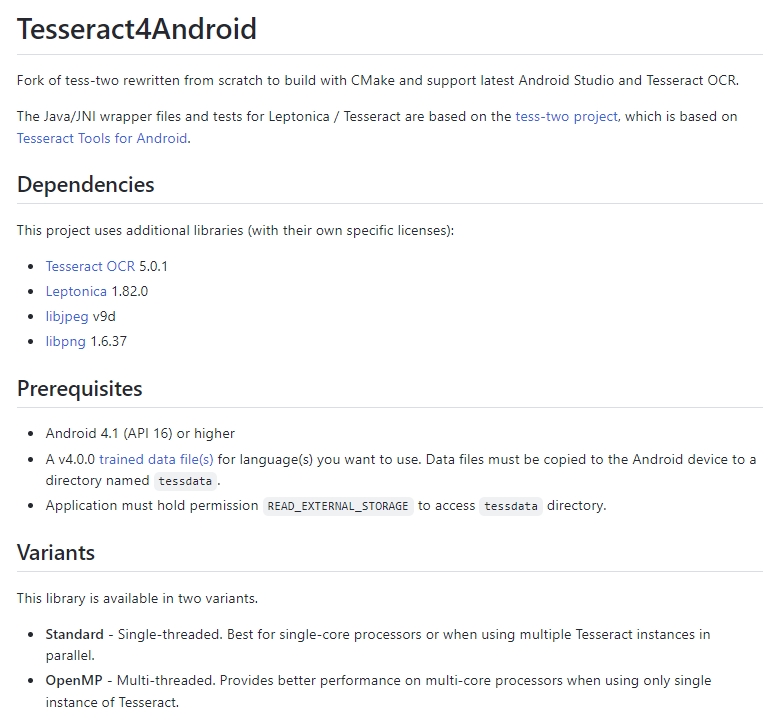 Tesseract4Android
Fork of tess-two rewritten from scratch to build with CMake and support latest Android Studio and Tesseract OCR.
The Java/JNI wrapper files and tests for Leptonica / Tesseract are based on the tess-two project, which is based on
Tesseract Tools for Android.
Dependencies
This project uses additional libraries (with their own specific licenses):
• Tesseract OCR 5.0.1
• Leptonica 1.82.0
• libjpeg v9d
• libpng 1.6.37
Prerequisites
• Android 4.1 (API 16) or higher
• A v4.0.0 trained data file(s) for language(s) you want to use. Data files must be copied to the Android device to a
directory named tessdata.
• Application must hold permission READ_EXTERNAL_STORAGE to access tessdata directory.
Variants
This library is available in two variants.
• Standard - Single-threaded. Best for single-core processors or when using multiple Tesseract instances in
parallel.
• OpenMP - Multi-threaded. Provides better performance on multi-core processors when using only single
instance of Tesseract.